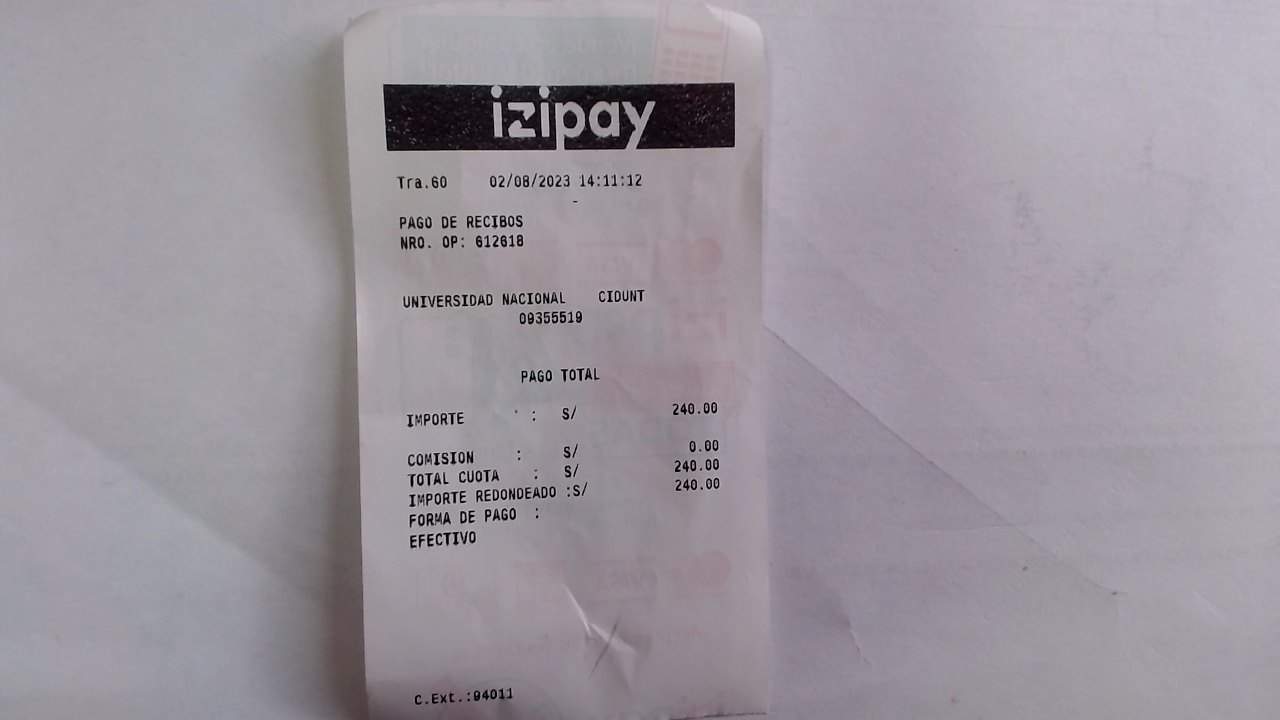 izipay
Tra.60 02/08/2023 14:11:12
-
PAGO DE RECIBOS
NRO. OP: 612618
UNIVERSIDAD NACIONAL CIDUNT
09355519
PAGO TOTAL
IMPORTE : S/ 240.00
COMISION : S/ 0.00
TOTAL CUOTA : S/ 240.00
IMPORTE REDONDEADO :S/ 240.00
FORMA DE PAGO :
EFECTIVO
C.Ext.:94011